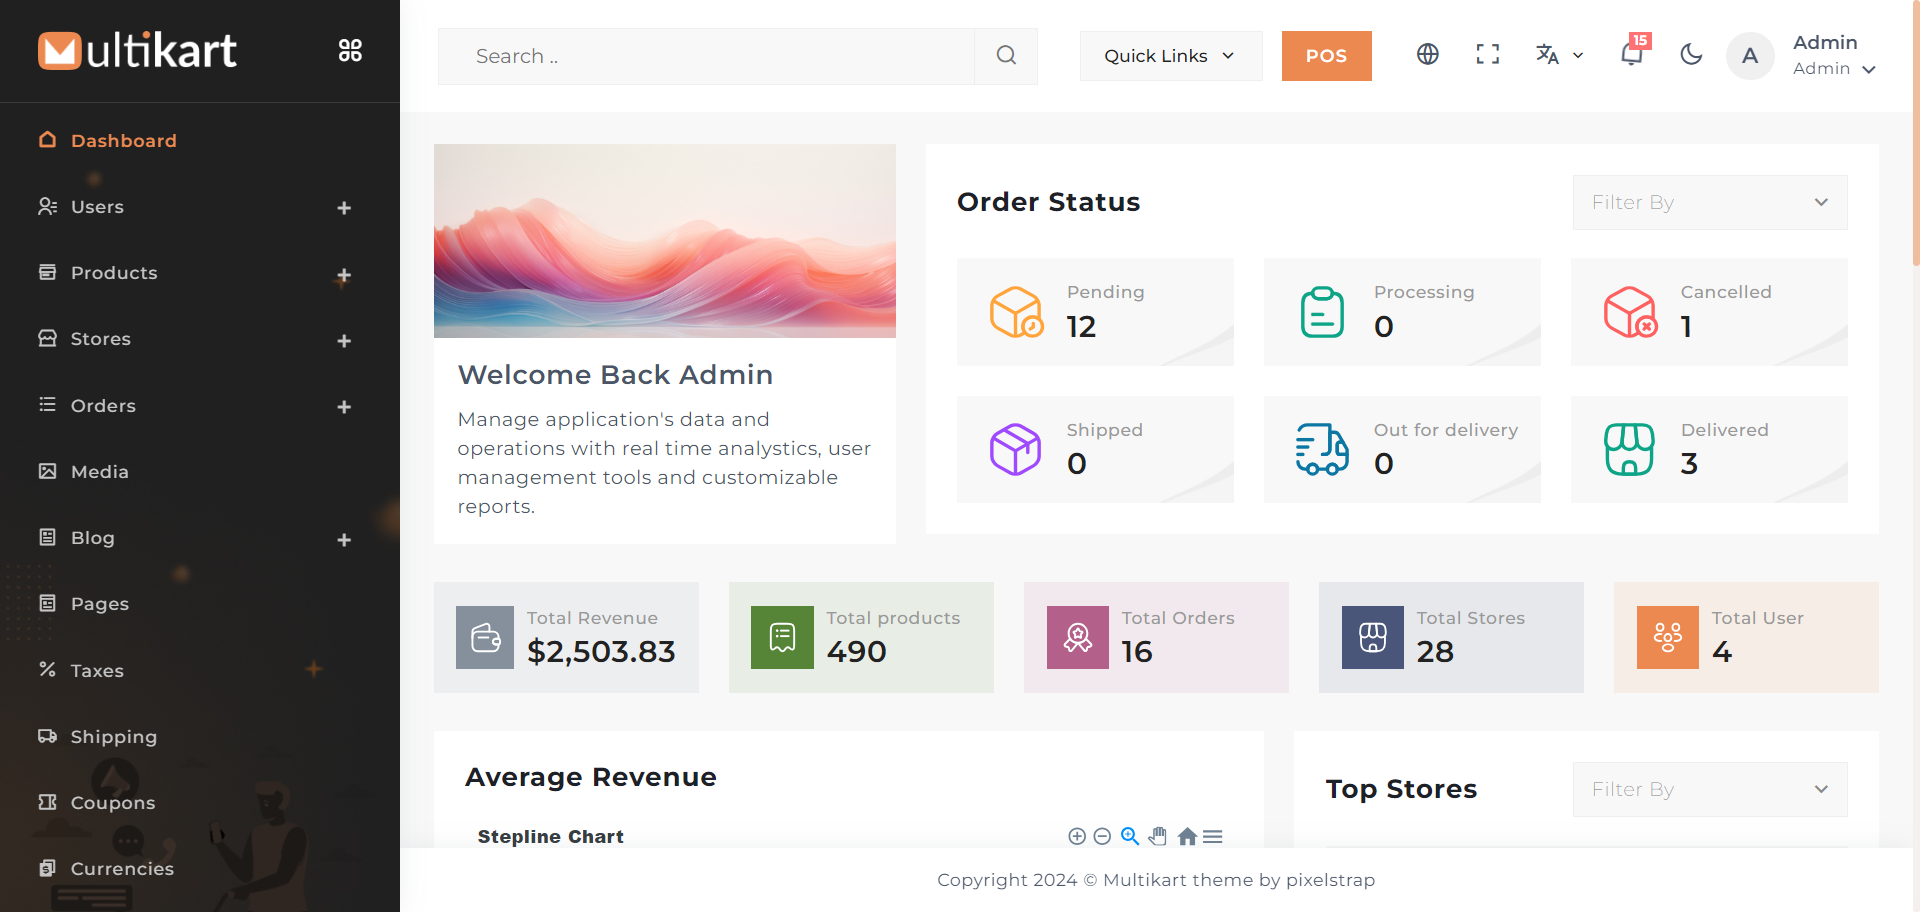 Multikart
Search ..
Quick Links
POS
15
A
Admin
Admin
Dashboard
Users
Products
Stores
Orders
Media
Blog
Pages
Taxes
Shipping
Coupons
Currencies
Welcome Back Admin
Manage application's data and
operations with real time analystics, user
management tools and customizable
reports.
Order Status
Filter By
Pending
12
Processing
0
Cancelled
1
Shipped
0
Out for delivery
0
Delivered
3
Total Revenue
$2,503.83
Total products
490
Total Orders
16
Total Stores
28
Total User
4
Average Revenue
Stepline Chart
Top Stores
Filter By
Copyright 2024 © Multikart theme by pixelstrap